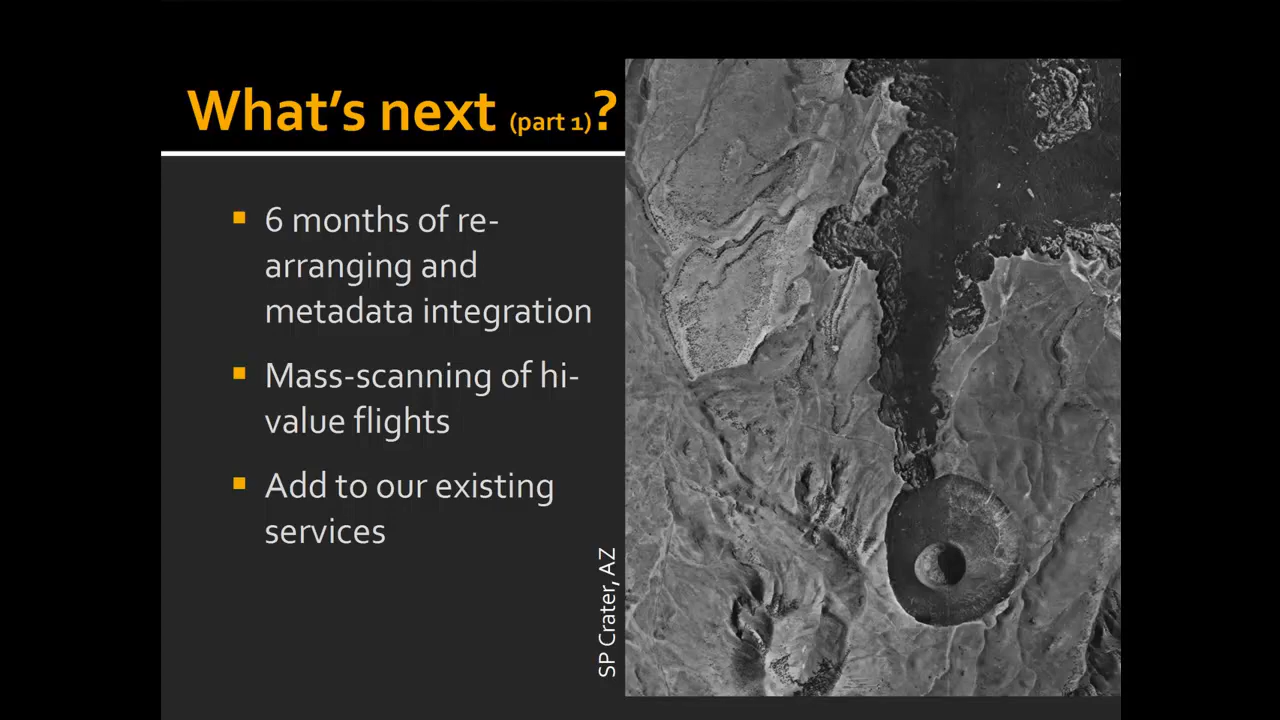 What's next (part 1)?
6 months of re-
arranging and
metadata integration
Mass-scanning of hi-
value flights
Add to our existing
services
SP Crater, AZ